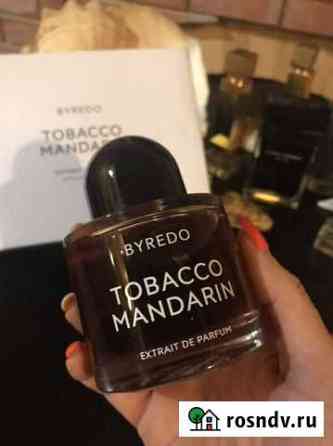 BYREDO
TOBACCO
MANDARIN
·BYREDO
TOBACCO
MANDARIN
EXTRAIT DE PARFUM
rosndv.ru